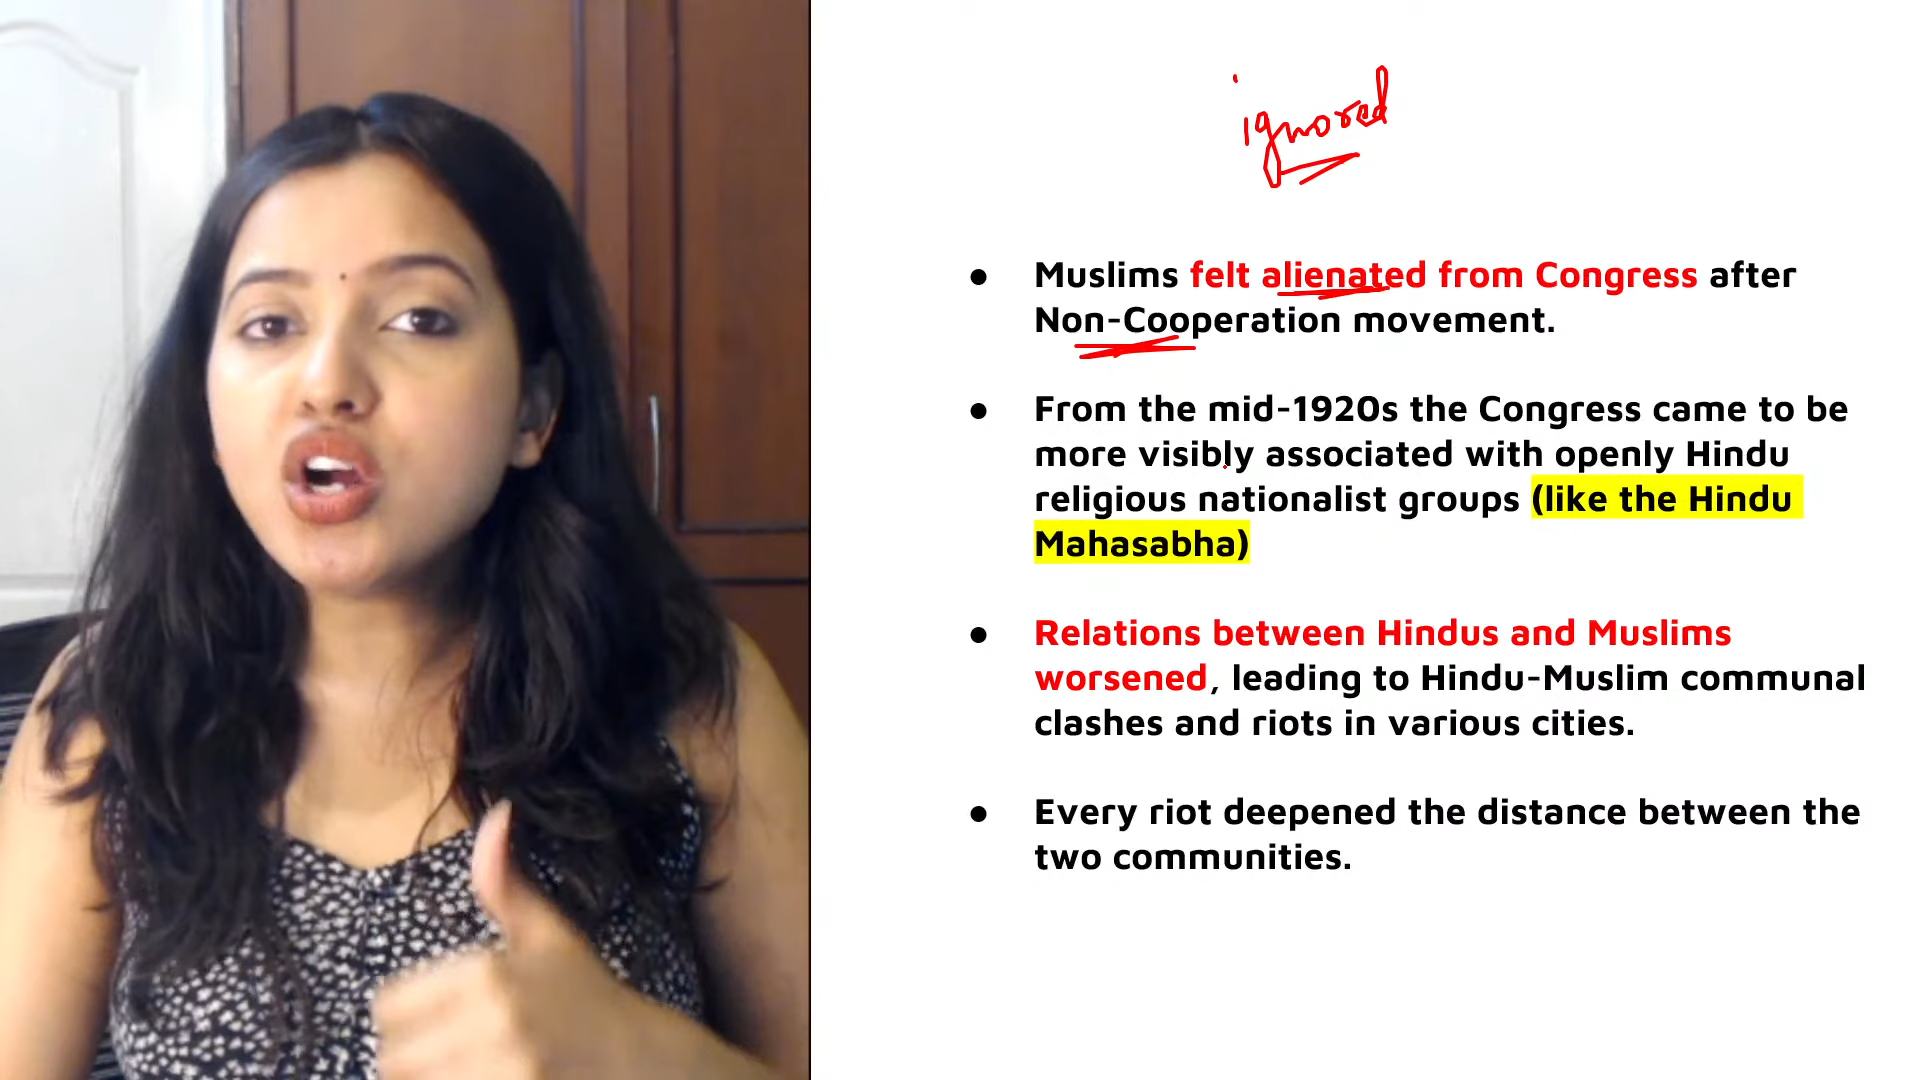 ignored
● Muslims felt alienated from Congress after
Non-Cooperation movement.
● From the mid-1920s the Congress came to be
more visibly associated with openly Hindu
religious nationalist groups (like the Hindu
Mahasabha)
● Relations between Hindus and Muslims
worsened, leading to Hindu-Muslim communal
clashes and riots in various cities.
● Every riot deepened the distance between the
two communities.